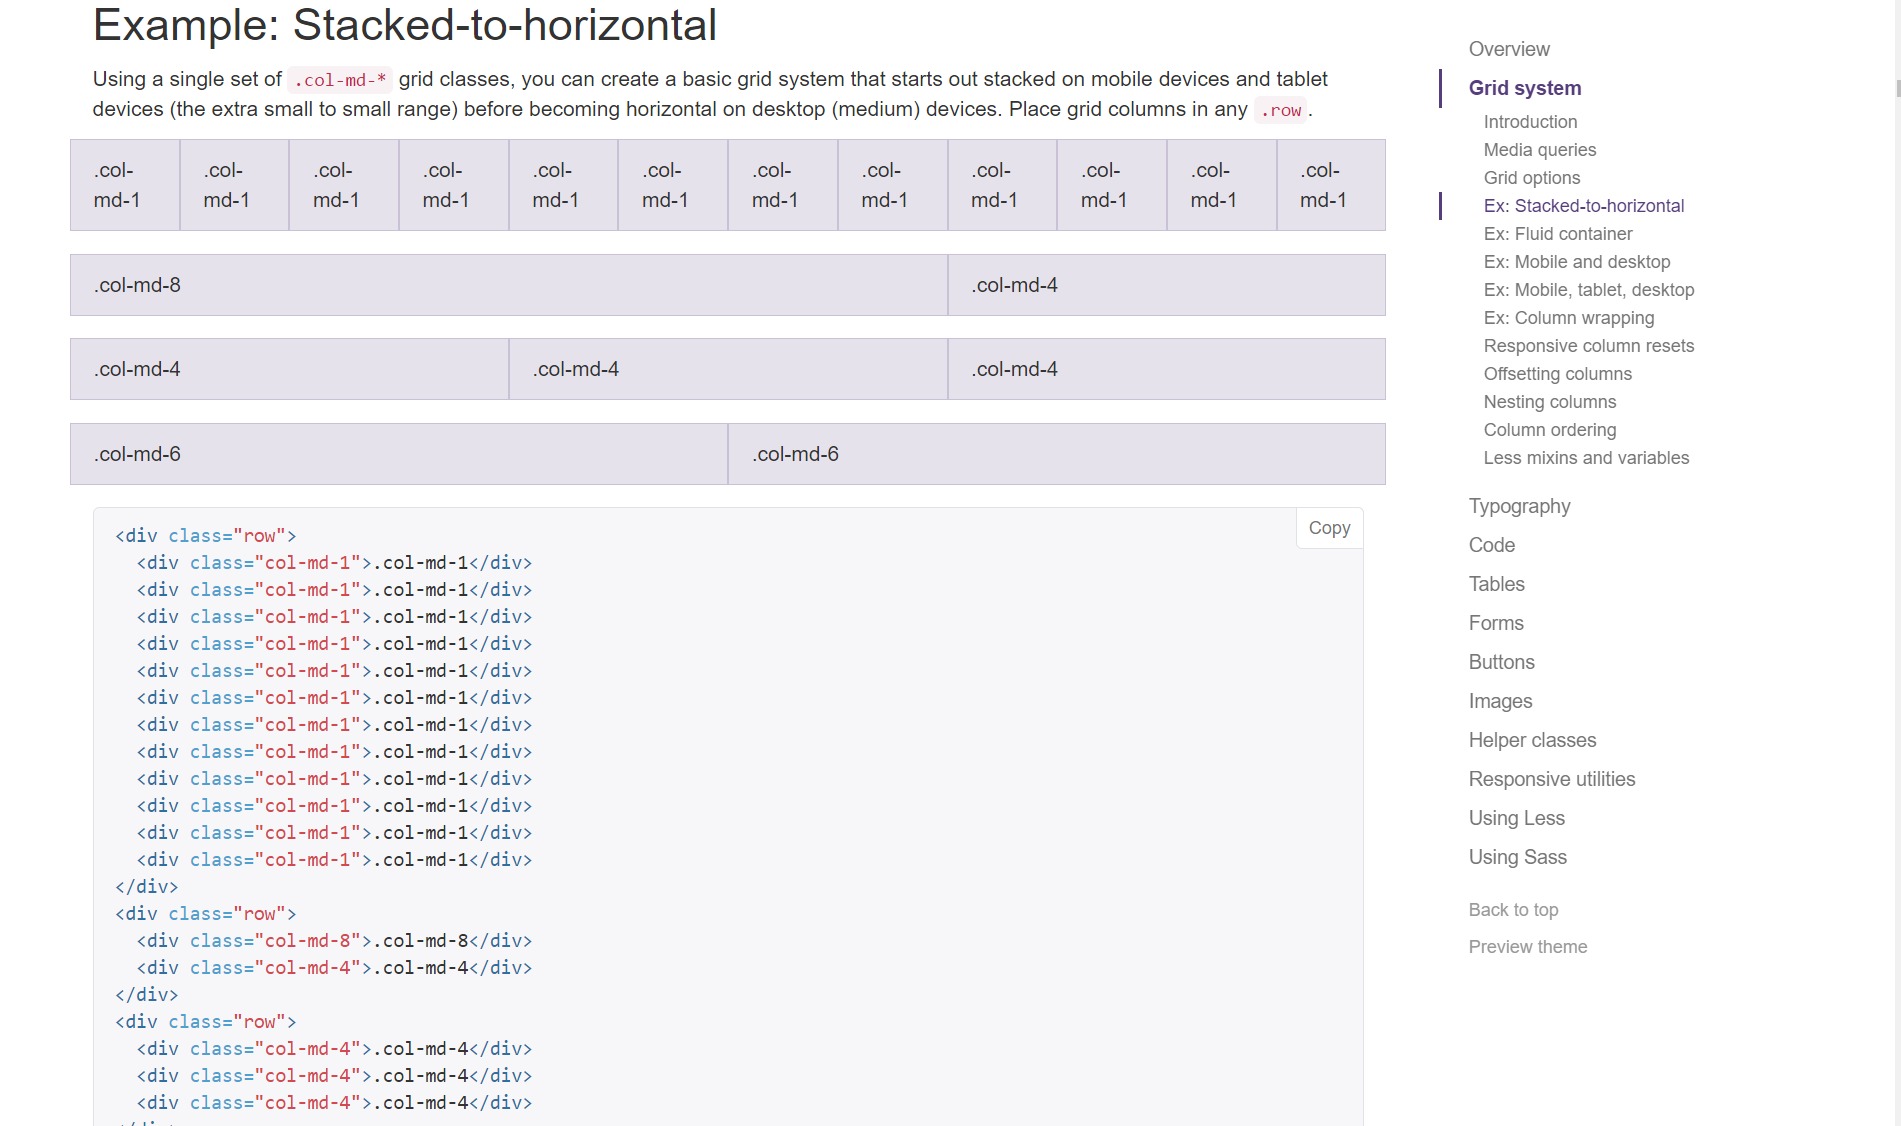 Example: Stacked-to-horizontal
Using a single set of .col-md-* grid classes, you can create a basic grid system that starts out stacked on mobile devices and tablet
devices (the extra small to small range) before becoming horizontal on desktop (medium) devices. Place grid columns in any .row.
.col- .col- .col- .col- .col- .col- .col- .col- .col- .col- .col- .col-
md-1 md-1 md-1 md-1 md-1 md-1 md-1 md-1 md-1 md-1 md-1 md-1
.col-md-8 .col-md-4
.col-md-4 .col-md-4 .col-md-4
.col-md-6 .col-md-6
Copy
<div class="row">
  <div class="col-md-1">.col-md-1</div>
  <div class="col-md-1">.col-md-1</div>
  <div class="col-md-1">.col-md-1</div>
  <div class="col-md-1">.col-md-1</div>
  <div class="col-md-1">.col-md-1</div>
  <div class="col-md-1">.col-md-1</div>
  <div class="col-md-1">.col-md-1</div>
  <div class="col-md-1">.col-md-1</div>
  <div class="col-md-1">.col-md-1</div>
  <div class="col-md-1">.col-md-1</div>
  <div class="col-md-1">.col-md-1</div>
  <div class="col-md-1">.col-md-1</div>
</div>
<div class="row">
  <div class="col-md-8">.col-md-8</div>
  <div class="col-md-4">.col-md-4</div>
</div>
<div class="row">
  <div class="col-md-4">.col-md-4</div>
  <div class="col-md-4">.col-md-4</div>
  <div class="col-md-4">.col-md-4</div>
Overview
Grid system
Introduction
Media queries
Grid options
Ex: Stacked-to-horizontal
Ex: Fluid container
Ex: Mobile and desktop
Ex: Mobile, tablet, desktop
Ex: Column wrapping
Responsive column resets
Offsetting columns
Nesting columns
Column ordering
Less mixins and variables
Typography
Code
Tables
Forms
Buttons
Images
Helper classes
Responsive utilities
Using Less
Using Sass
Back to top
Preview theme